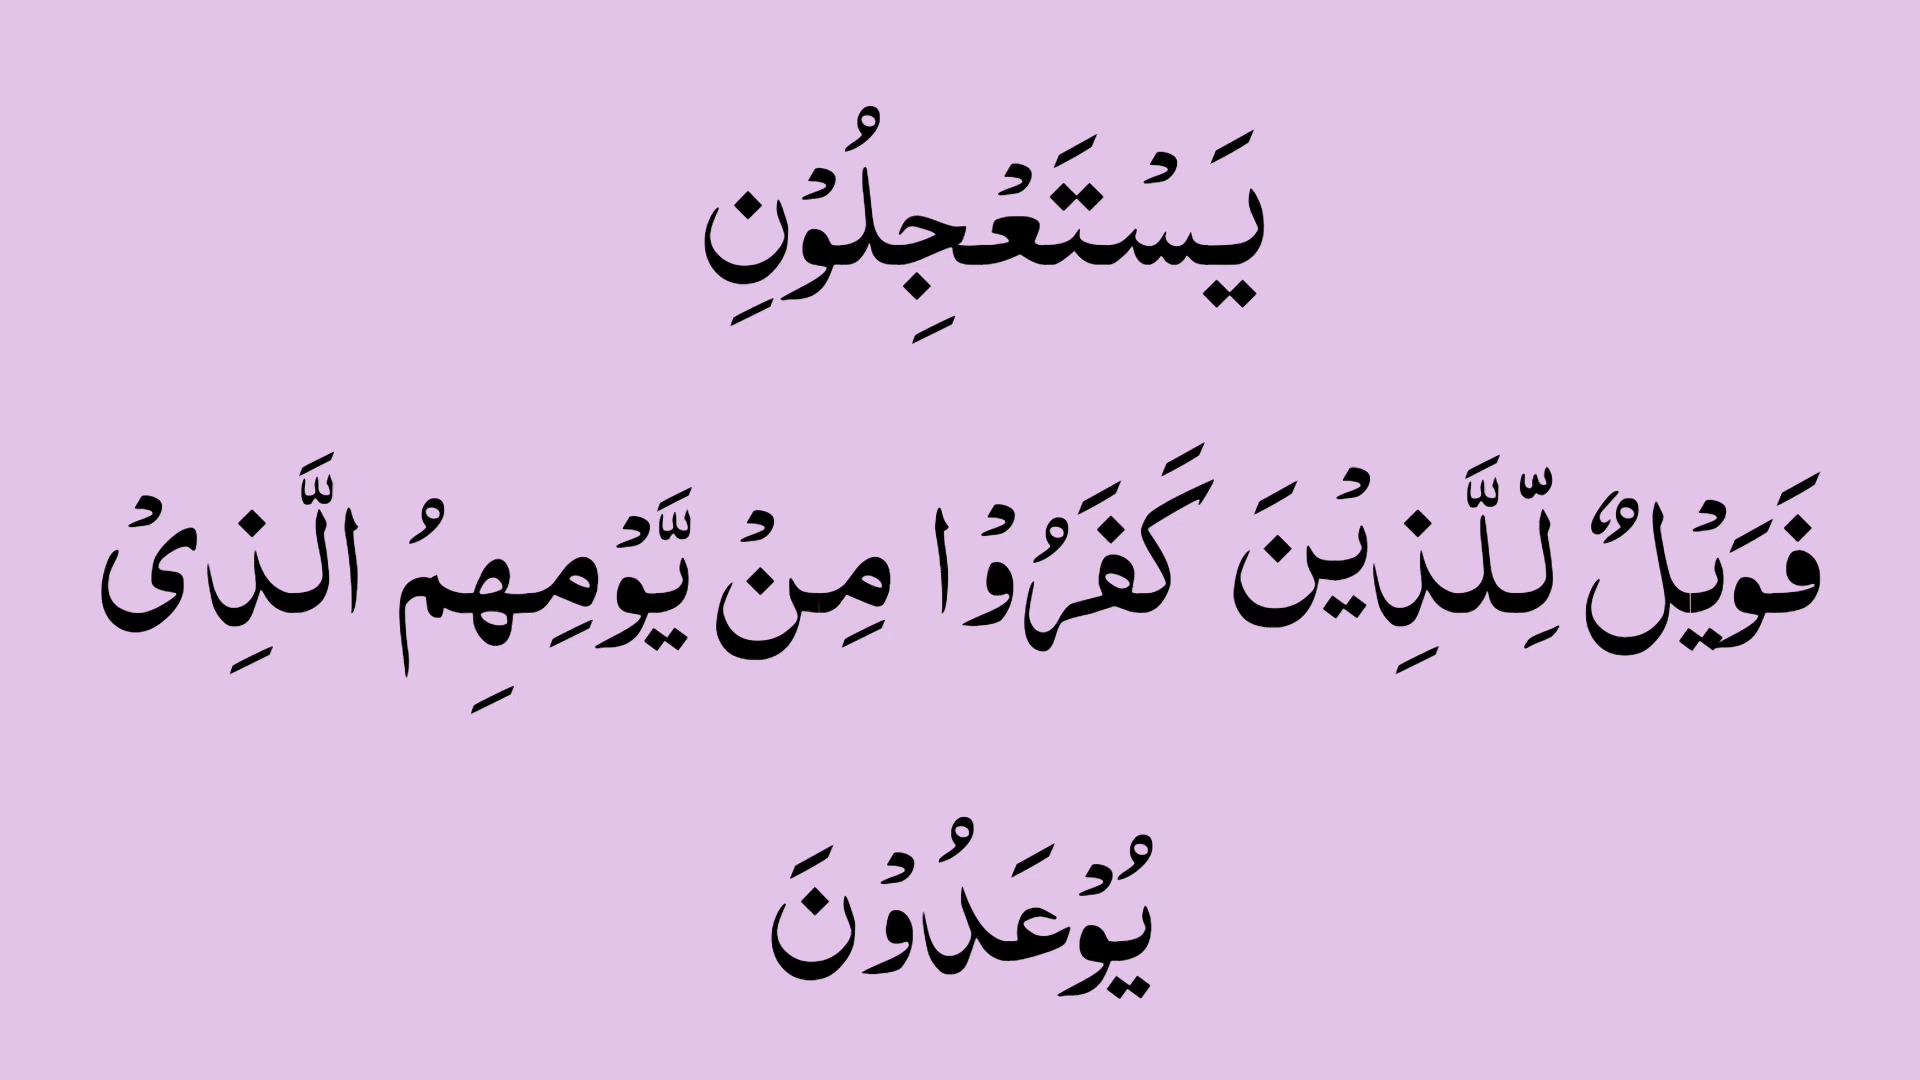 يَسْتَعْجِلُوْنِ
فَوَيْلٌ لِّلَّذِيْنَ كَفَرُوْا مِنْ يَّوْمِهِمُ الَّذِىْ
يُوْعَدُوْنَ